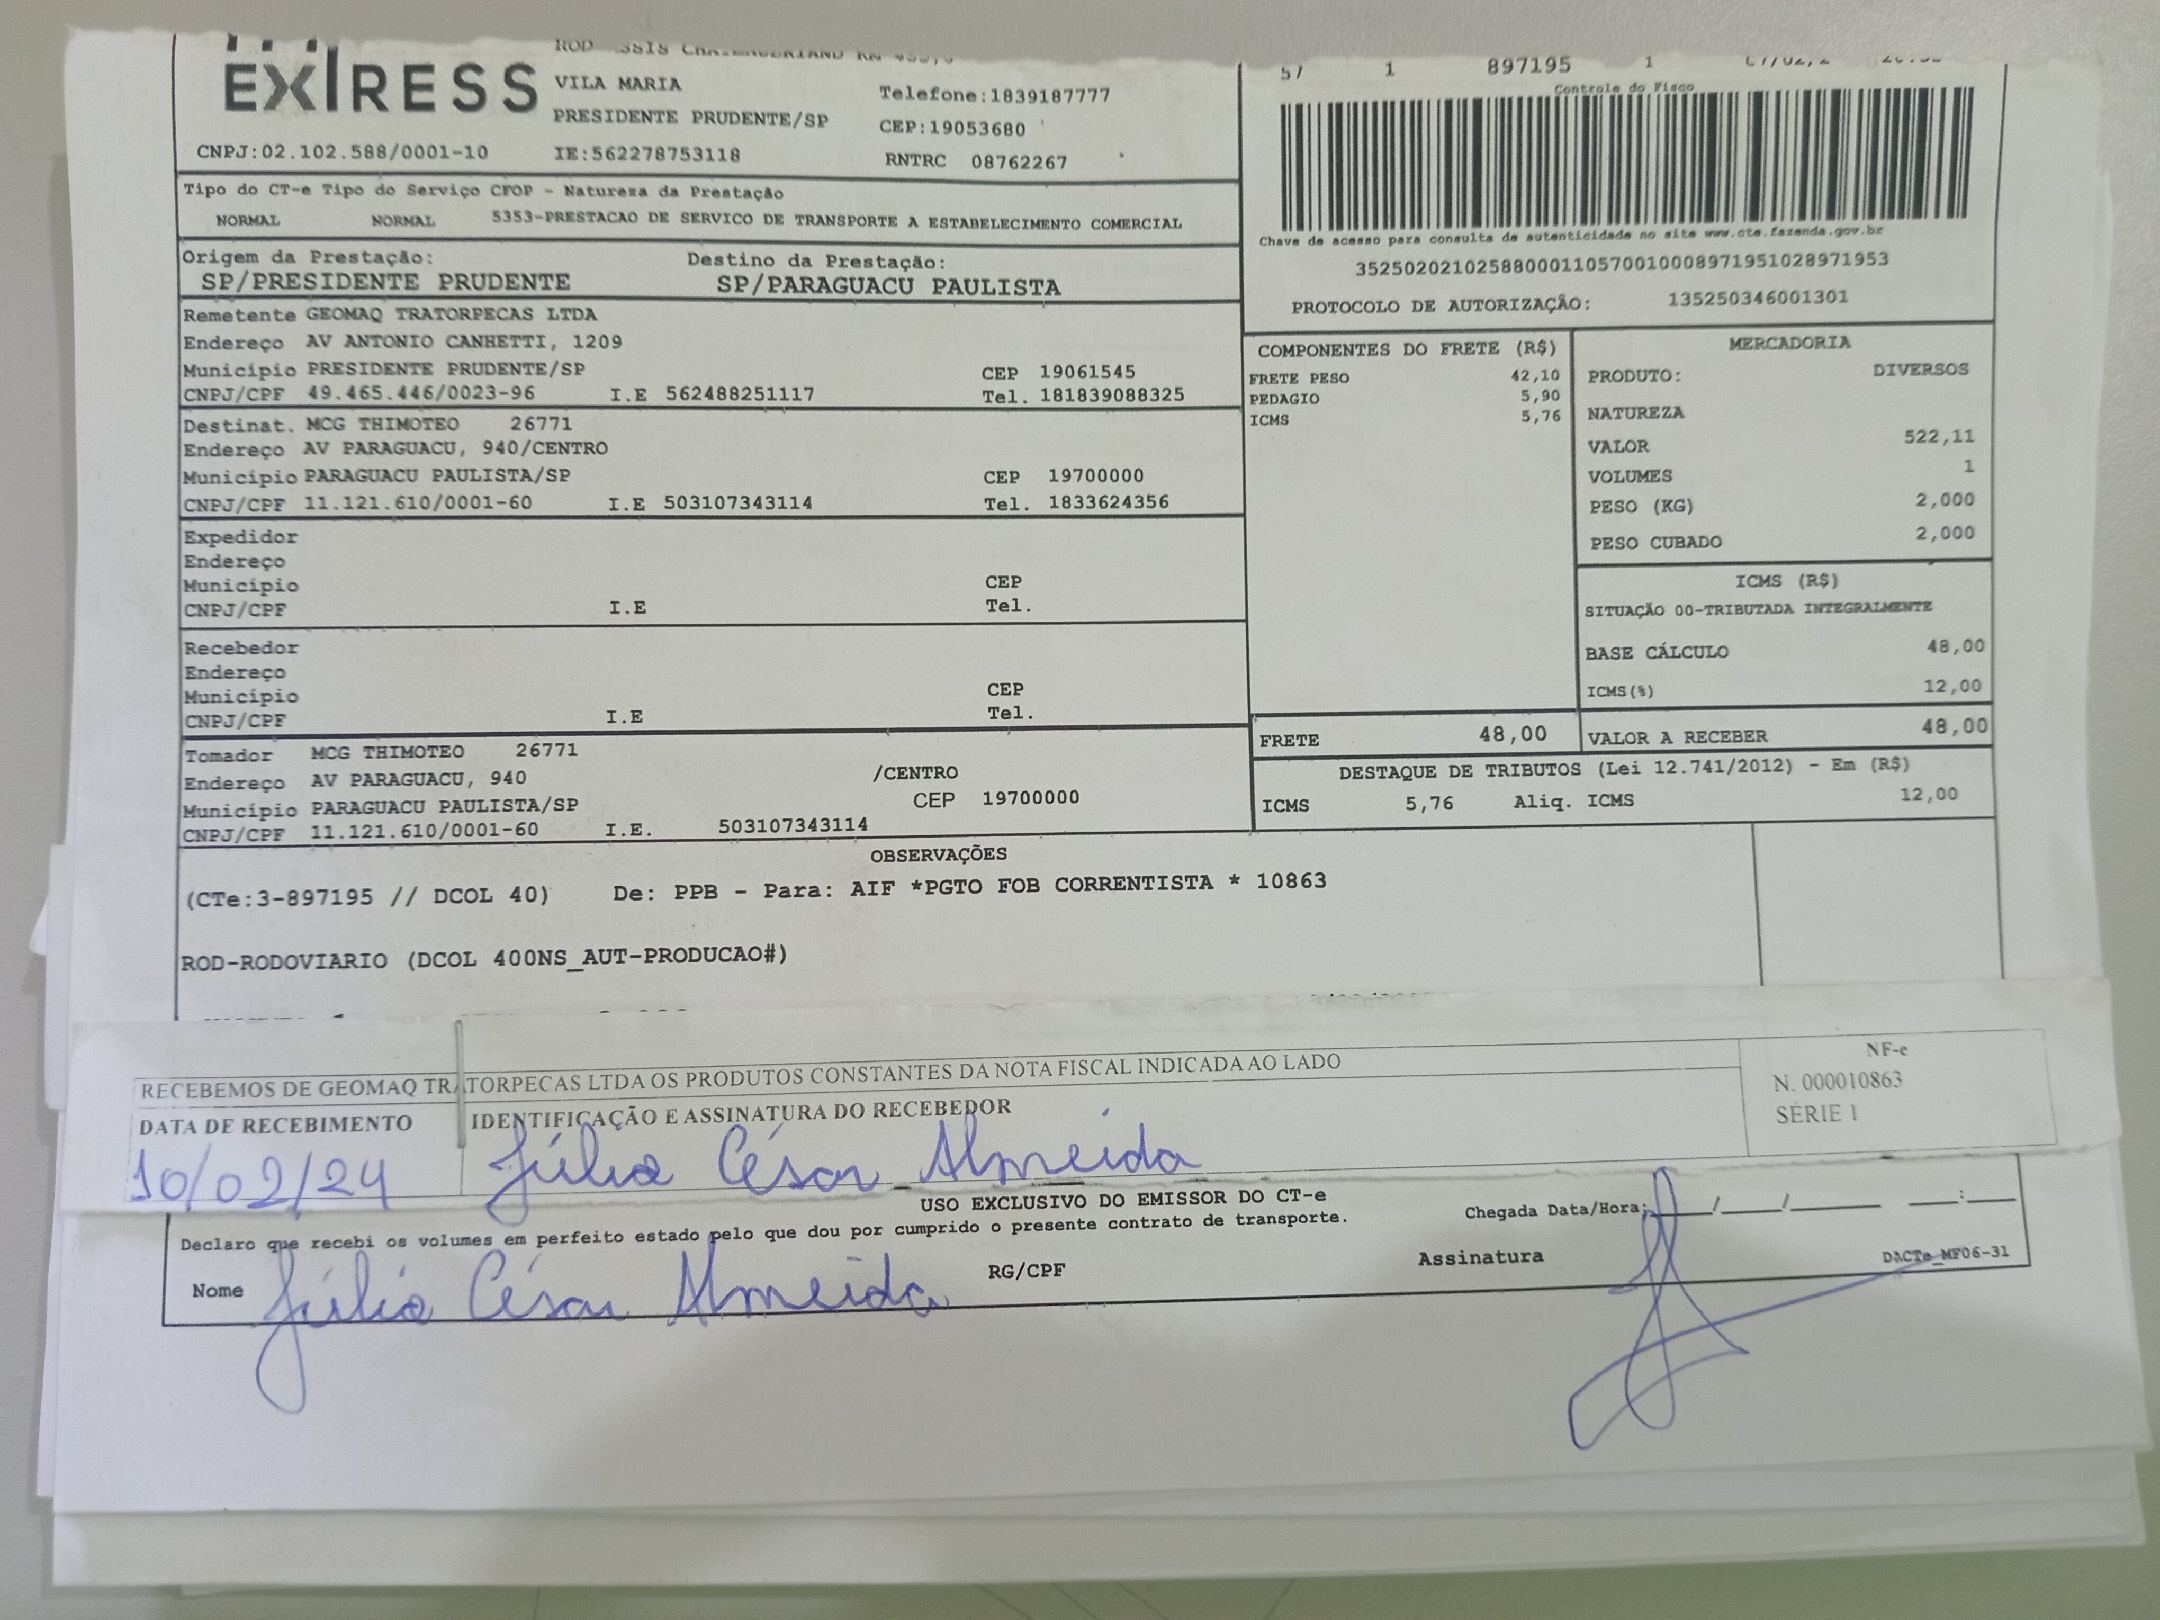 EXPRESS
VILA MARIA
Telefone:1839187777
PRESIDENTE PRUDENTE/SP
CEP:19053680
CNPJ:02.102.588/0001-10 IE:562278753118 RNTRC 08762267
57 1 897195 1
Controle do Fisco
Tipo do CT-e Tipo do Serviço CFOP - Natureza da Prestação
NORMAL NORMAL 5353-PRESTACAO DE SERVICO DE TRANSPORTE A ESTABELECIMENTO COMERCIAL
Chave de acesso para consulta de autenticidade no site www.cte.fazenda.gov.br
35250202102588000110570010008971951028971953
PROTOCOLO DE AUTORIZAÇÃO: 135250346001301
Origem da Prestação: Destino da Prestação:
SP/PRESIDENTE PRUDENTE SP/PARAGUACU PAULISTA
Remetente GEOMAQ TRATORPECAS LTDA
Endereço AV ANTONIO CANHETTI, 1209
Município PRESIDENTE PRUDENTE/SP CEP 19061545
CNPJ/CPF 49.465.446/0023-96 I.E 562488251117 Tel. 181839088325
Destinat. MCG THIMOTEO 26771
Endereço AV PARAGUACU, 940/CENTRO
Município PARAGUACU PAULISTA/SP CEP 19700000
CNPJ/CPF 11.121.610/0001-60 I.E 503107343114 Tel. 1833624356
Expedidor
Endereço
Município CEP
CNPJ/CPF I.E Tel.
Recebedor
Endereço
Município CEP
CNPJ/CPF I.E Tel.
Tomador MCG THIMOTEO 26771
Endereço AV PARAGUACU, 940 /CENTRO
Município PARAGUACU PAULISTA/SP CEP 19700000
CNPJ/CPF 11.121.610/0001-60 I.E. 503107343114
COMPONENTES DO FRETE (R$)
FRETE PESO 42,10
PEDAGIO 5,90
ICMS 5,76
MERCADORIA
PRODUTO: DIVERSOS
NATUREZA
VALOR 522,11
VOLUMES 1
PESO (KG) 2,000
PESO CUBADO 2,000
ICMS (R$)
SITUAÇÃO 00-TRIBUTADA INTEGRALMENTE
BASE CÁLCULO 48,00
ICMS(%) 12,00
FRETE 48,00 VALOR A RECEBER 48,00
DESTAQUE DE TRIBUTOS (Lei 12.741/2012) - Em (R$)
ICMS 5,76 Aliq. ICMS 12,00
OBSERVAÇÕES
(CTe:3-897195 // DCOL 40) De: PPB - Para: AIF *PGTO FOB CORRENTISTA * 10863
ROD-RODOVIARIO (DCOL 400NS_AUT-PRODUCAO#)
RECEBEMOS DE GEOMAQ TRATORPECAS LTDA OS PRODUTOS CONSTANTES DA NOTA FISCAL INDICADA AO LADO
NF-e
N. 000010863
SÉRIE 1
DATA DE RECEBIMENTO IDENTIFICAÇÃO E ASSINATURA DO RECEBEDOR
10/02/24 Júlio César Almeida
USO EXCLUSIVO DO EMISSOR DO CT-e
Declaro que recebi os volumes em perfeito estado pelo que dou por cumprido o presente contrato de transporte.
Chegada Data/Hora: / / :
Nome Júlio César Almeida RG/CPF Assinatura
DACTe_MF06-31